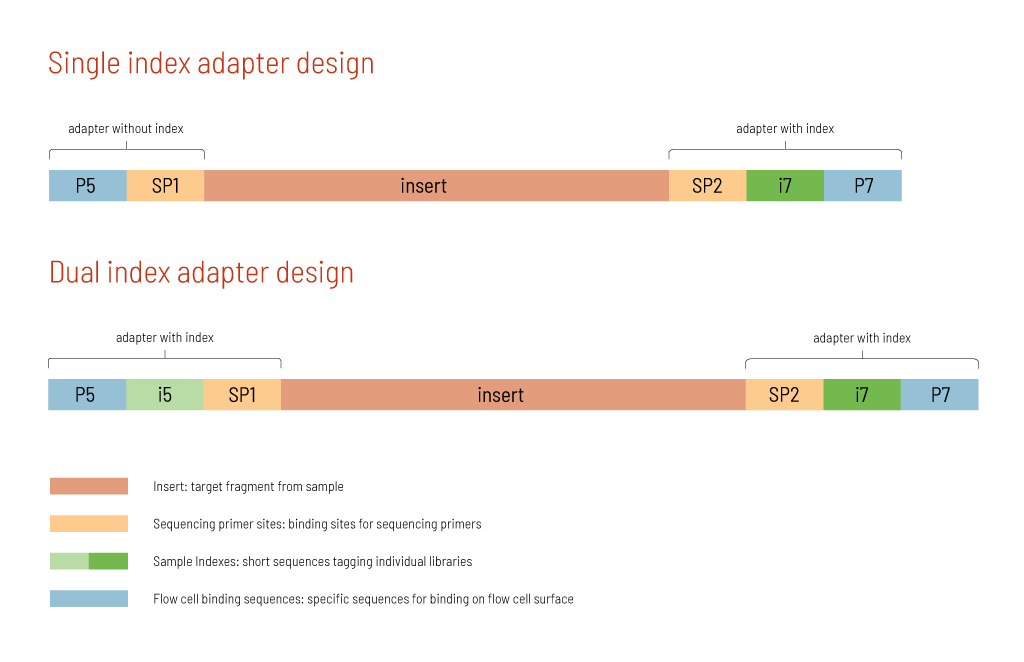 Single index adapter design
adapter without index
adapter with index
P5 SP1 insert SP2 i7 P7
Dual index adapter design
adapter with index
adapter with index
P5 i5 SP1 insert SP2 i7 P7
Insert: target fragment from sample
Sequencing primer sites: binding sites for sequencing primers
Sample Indexes: short sequences tagging individual libraries
Flow cell binding sequences: specific sequences for binding on flow cell surface